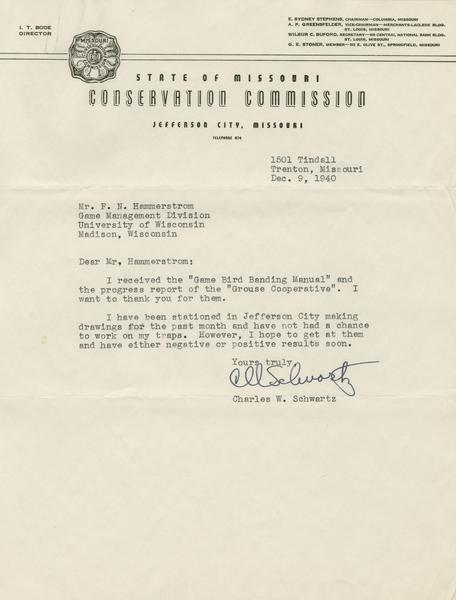 I. T. BODE
DIRECTOR
E. SYDNEY STEPHENS, CHAIRMAN—COLUMBIA, MISSOURI
A. P. GREENSFELDER, VICE-CHAIRMAN—MERCHANTS-LACLEDE BLDG.
ST. LOUIS, MISSOURI
WILBUR C. BUFORD, SECRETARY—CENTRAL NATIONAL BANK BLDG.
ST. LOUIS, MISSOURI
G. E. STONER, MEMBER—E. OLIVE ST., SPRINGFIELD, MISSOURI
MISSOURI
STATE OF MISSOURI
CONSERVATION COMMISSION
JEFFERSON CITY, MISSOURI
TELEPHONE
1501 Tindall
Trenton, Missouri
Dec. 9, 1940
Mr. F. N. Hammerstrom
Game Management Division
University of Wisconsin
Madison, Wisconsin
Dear Mr. Hammerstrom:
I received the "Game Bird Banding Manual" and
the progress report of the "Grouse Cooperative". I
want to thank you for them.
I have been stationed in Jefferson City making
drawings for the past month and have not had a chance
to work on my traps. However, I hope to get at them
and have either negative or positive results soon.
Yours truly
CWSchwartz
Charles W. Schwartz